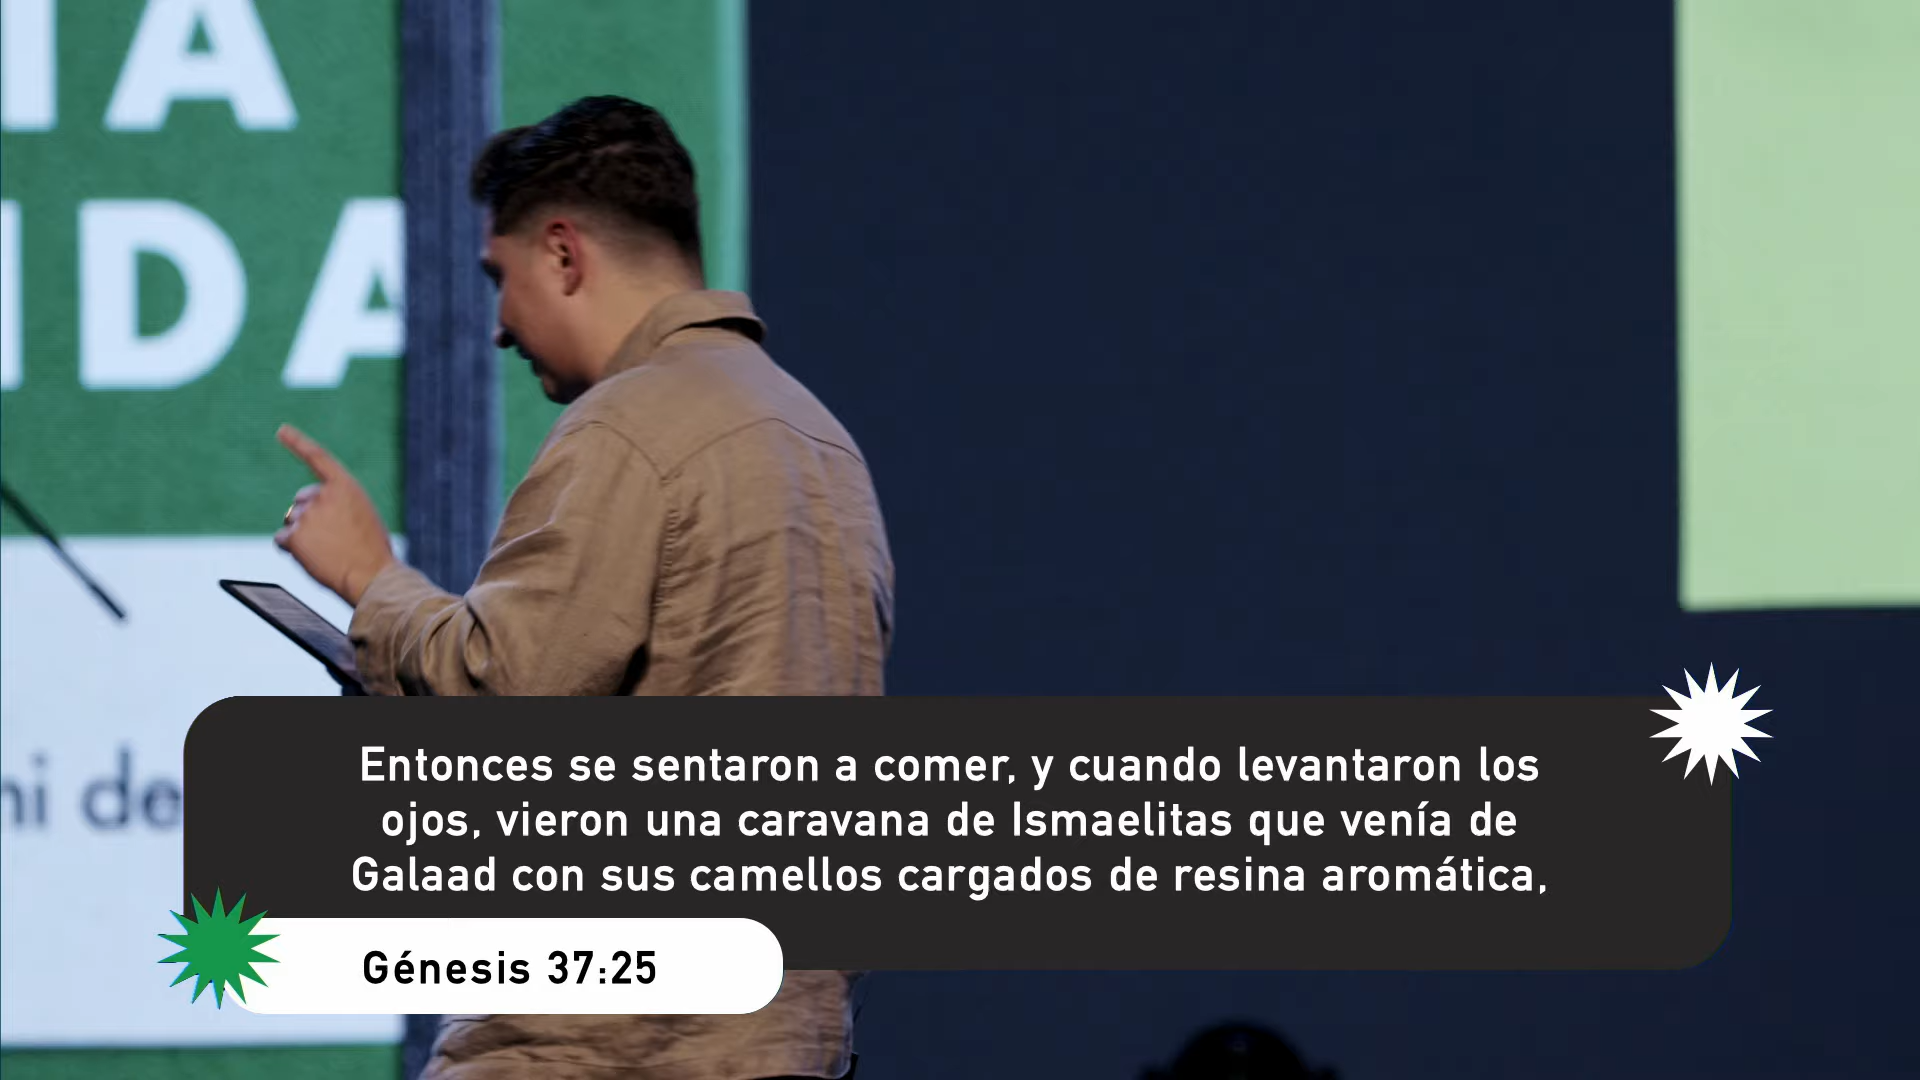 IA
IDA
ni de
Entonces se sentaron a comer, y cuando levantaron los
ojos, vieron una caravana de Ismaelitas que venía de
Galaad con sus camellos cargados de resina aromática,
Génesis 37:25